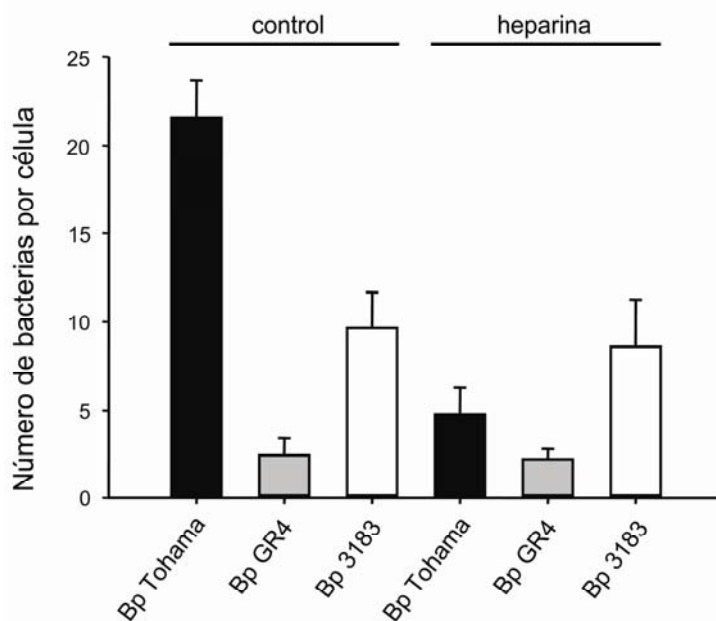 control heparina
Número de bacterias por célula
25
20
15
10
5
0
Bp Tohama
Bp GR4
Bp 3183
Bp Tohama
Bp GR4
Bp 3183